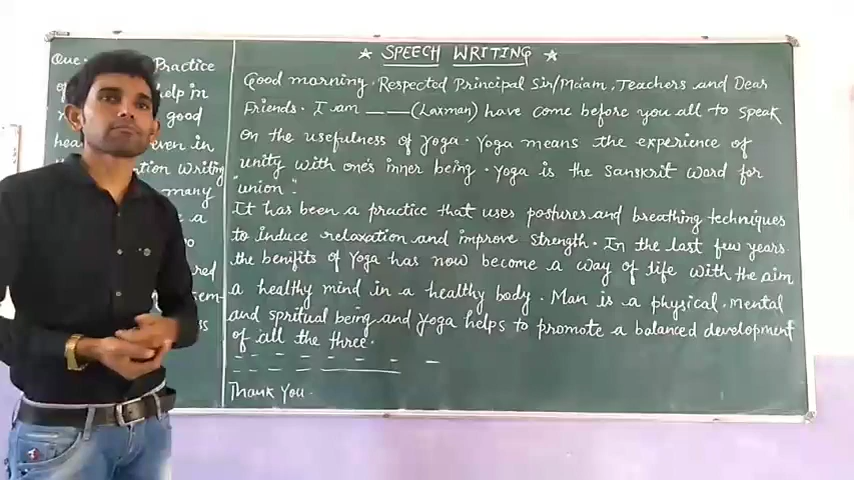 Que:- Practice
of help in
good
hea even in
tion Writing
many
a
red
SPEECH WRITING
Good morning, Respected Principal Sir/Ma'am, Teachers and Dear
Friends. I am _ _ (Laxman) have come before you all to speak
on the usefulness of Yoga. Yoga means the experience of
unity with one's inner being. Yoga is the Sanskrit word for
"union".
It has been a practice that uses postures and breathing techniques
to induce relaxation and improve strength. In the last few years
the benifits of Yoga has now become a way of life with the aim
a healthy mind in a healthy body. Man is a physical, mental
and spritual being and Yoga helps to promote a balanced development
of all the three.
Thank You.